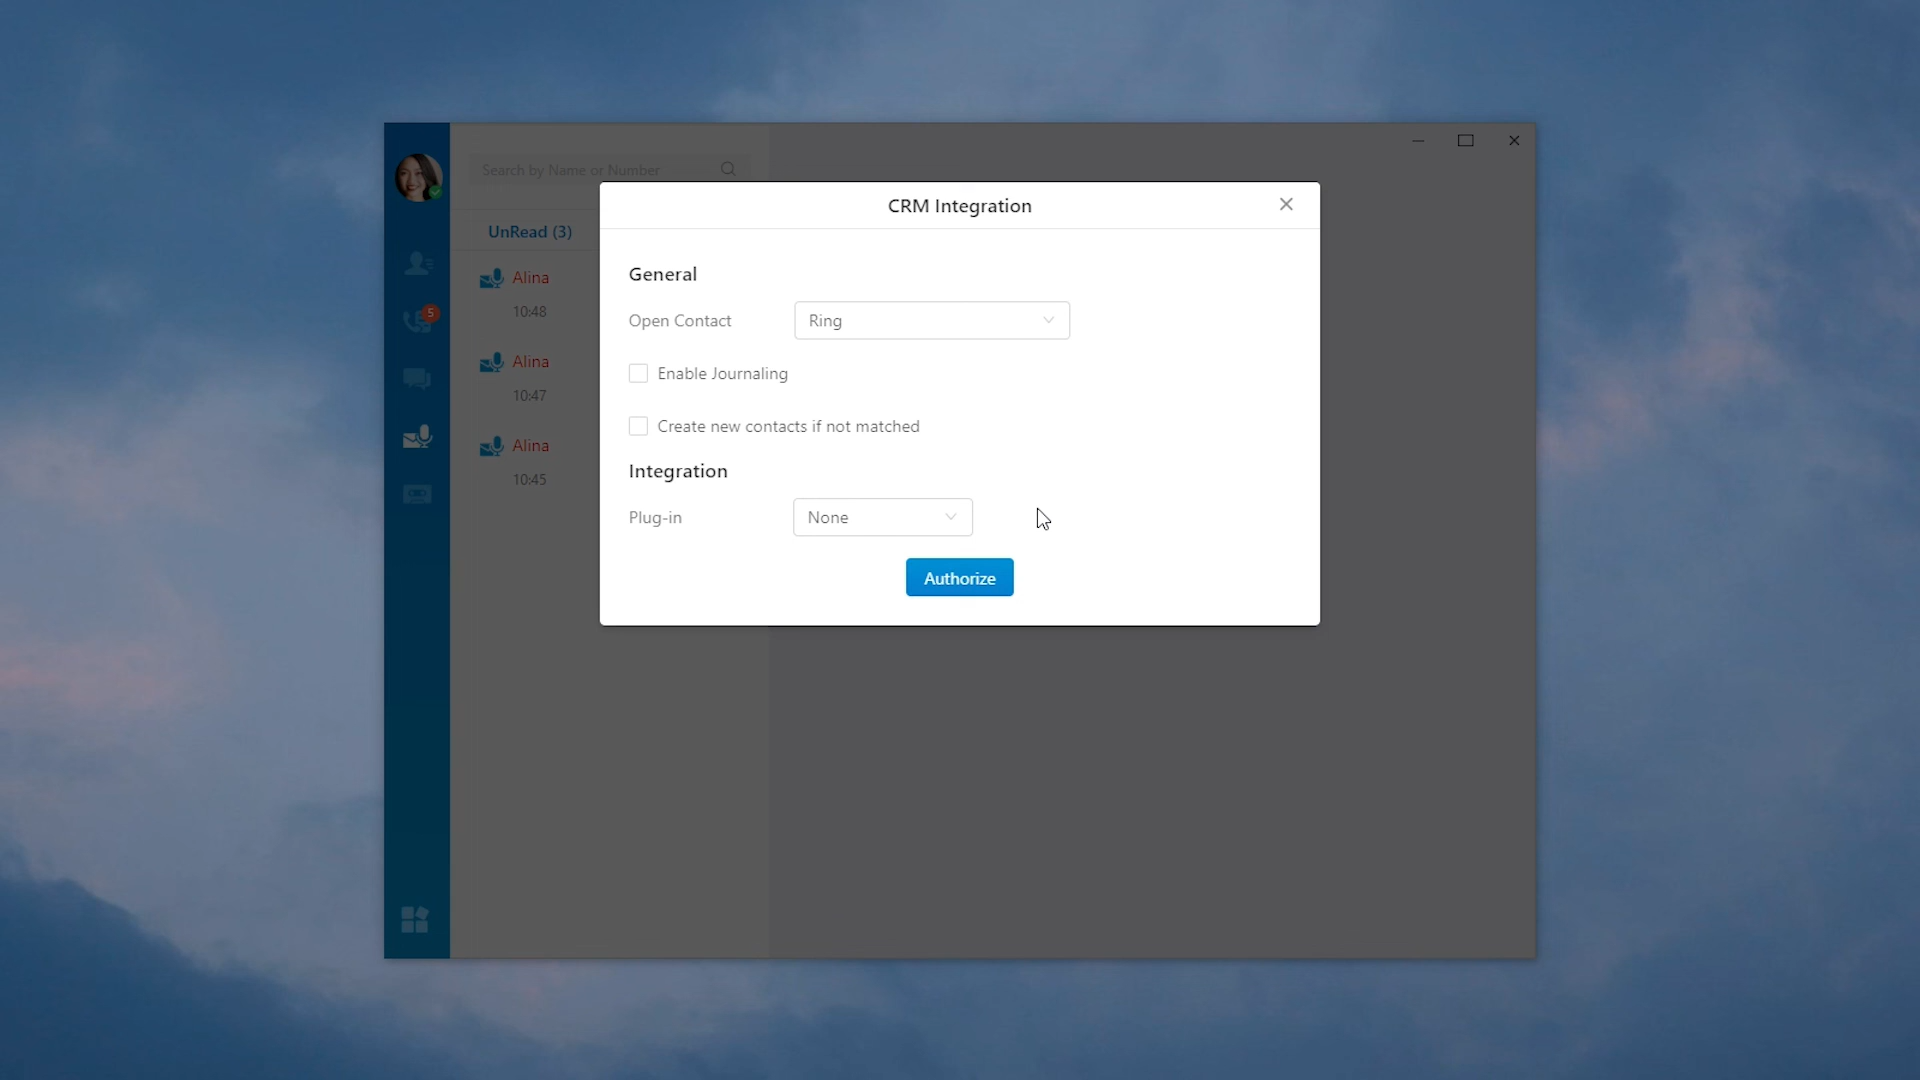 Search by Name or Number
CRM Integration
UnRead (3)
General
Alina
10:48
Open Contact
Ring
5
Alina
10:47
Enable Journaling
Create new contacts if not matched
Alina
10:45
Integration
Plug-in
None
Authorize